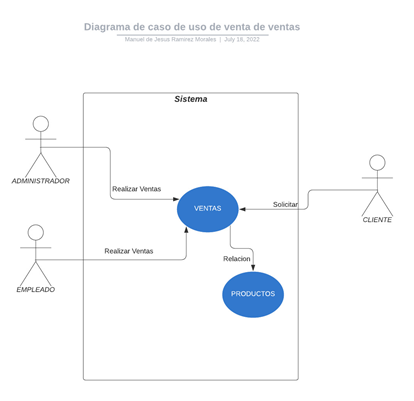 Diagrama de caso de uso de venta de ventas
Manuel de Jesus Ramirez Morales | July 18, 2022
Sistema
ADMINISTRADOR
Realizar Ventas
VENTAS
Solicitar
CLIENTE
Realizar Ventas
Relacion
EMPLEADO
PRODUCTOS